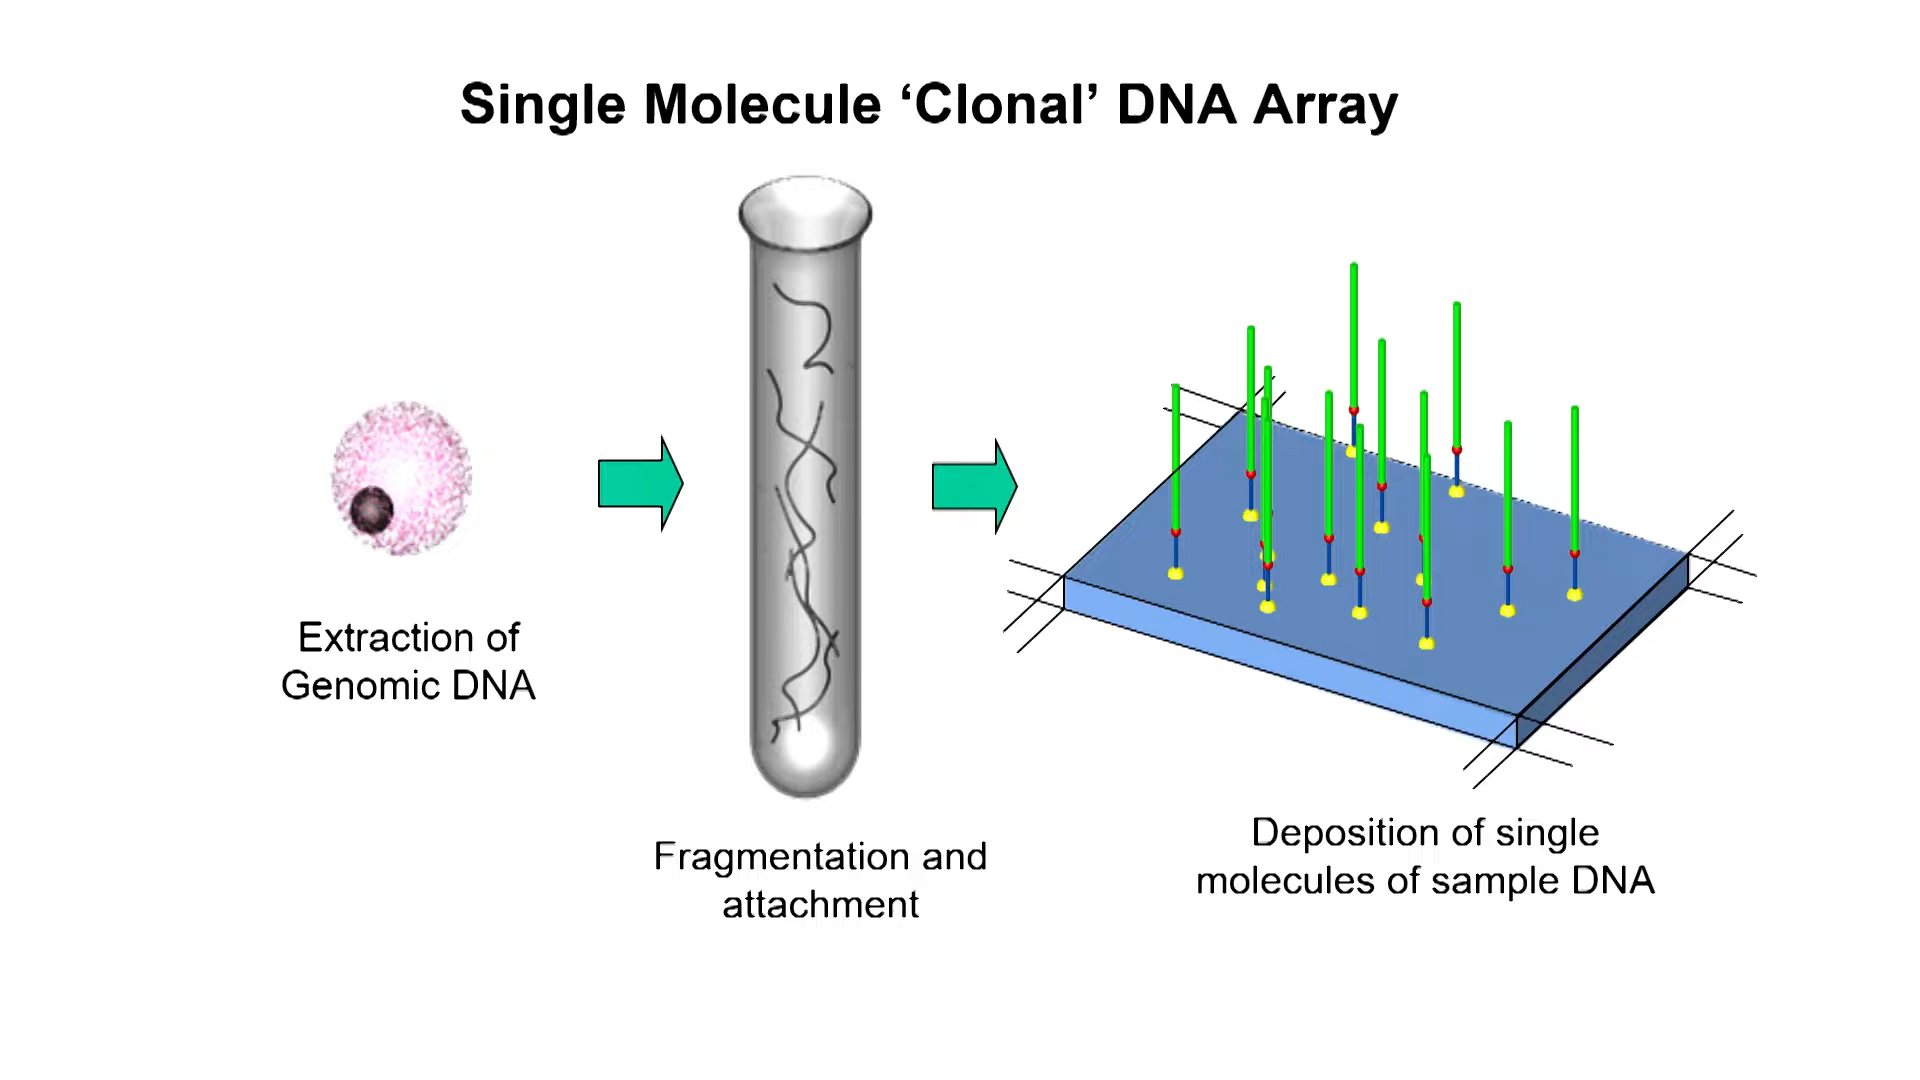 Single Molecule ‘Clonal’ DNA Array
Extraction of
Genomic DNA
Fragmentation and
attachment
Deposition of single
molecules of sample DNA